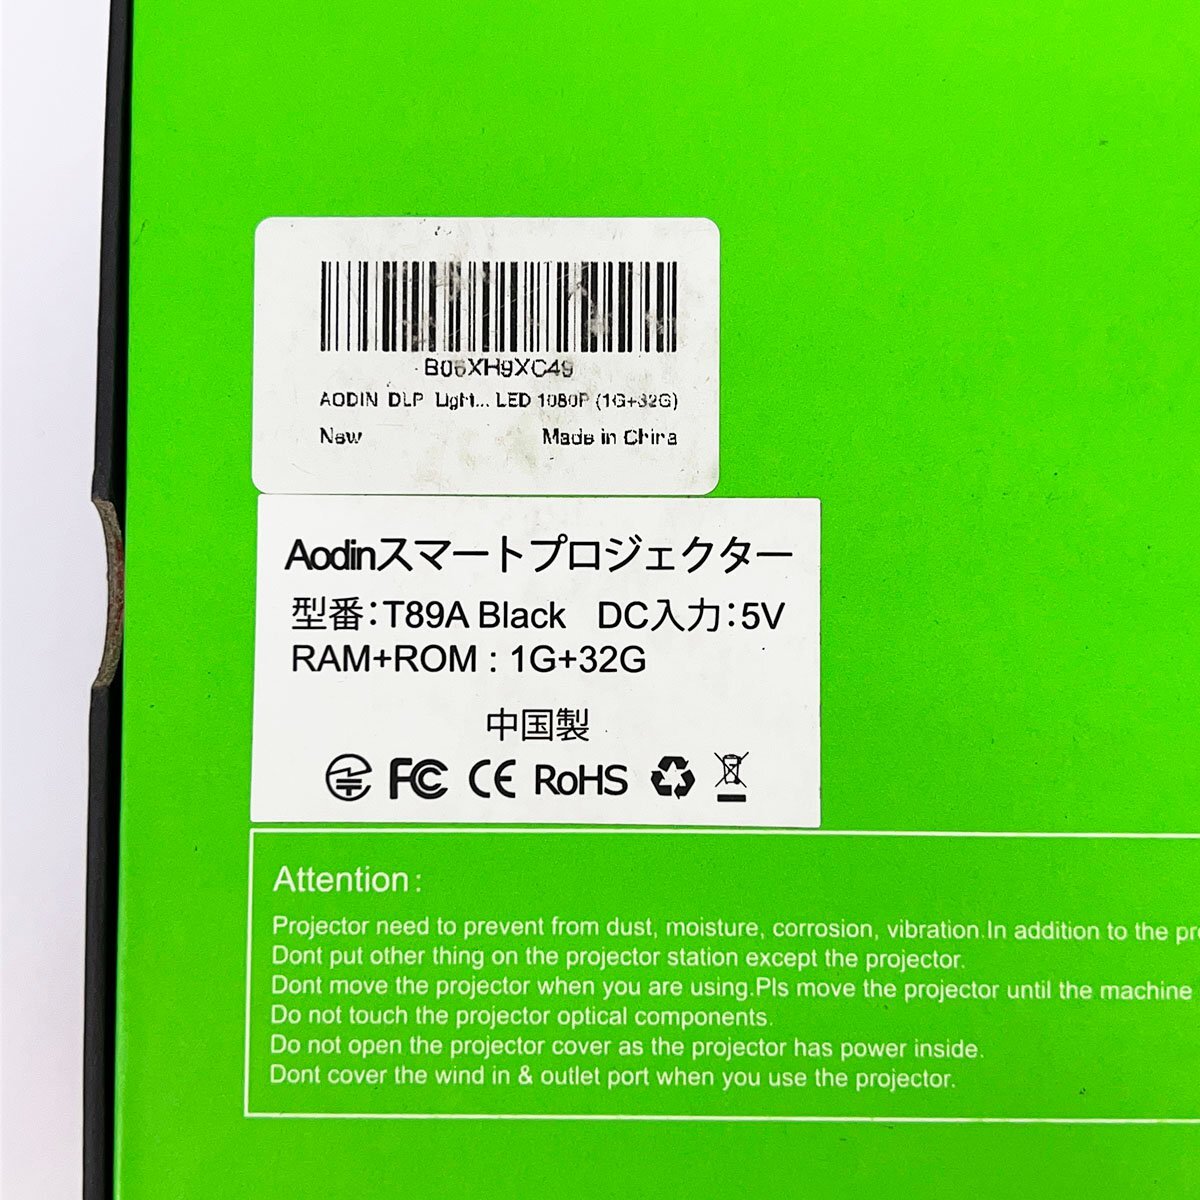 B06XH9XC49
AODIN DLP Light... LED 1080P (1G+32G)
New Made in China
Aodinスマートプロジェクター
型番：T89A Black DC入力：5V
RAM+ROM : 1G+32G
中国製
FC CE RoHS
Attention :
Projector need to prevent from dust, moisture, corrosion, vibration.In addition to the
Dont put other thing on the projector station except the projector.
Dont move the projector when you are using.Pls move the projector until the machine
Do not touch the projector optical components.
Do not open the projector cover as the projector has power inside.
Dont cover the wind in & outlet port when you use the projector.